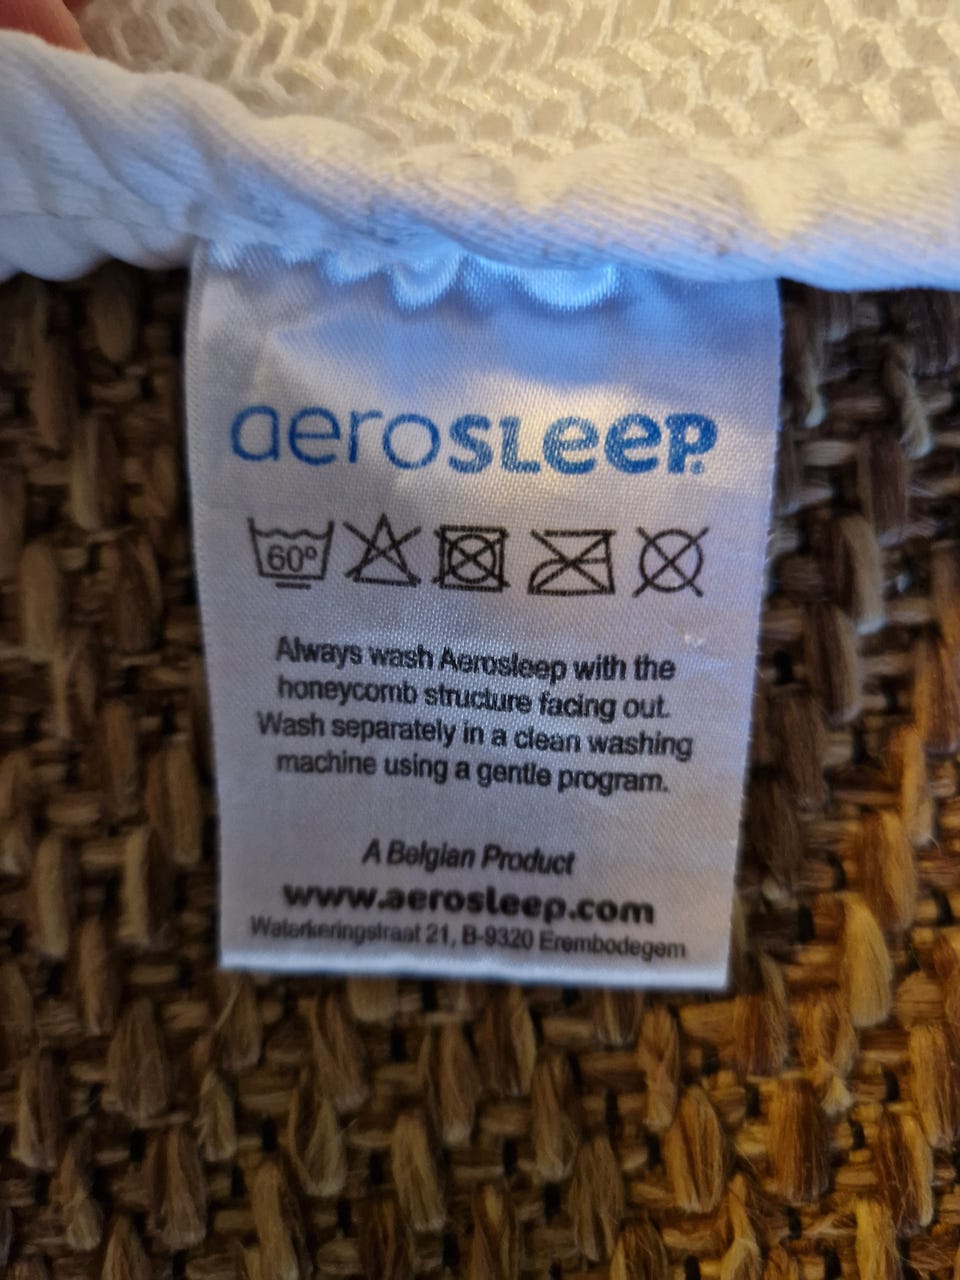 aerosleep®
60º
Always wash Aerosleep with the
honeycomb structure facing out.
Wash separately in a clean washing
machine using a gentle program.
A Belgian Product
www.aerosleep.com
Waterkeringstraat 21, B-9320 Erembodegem